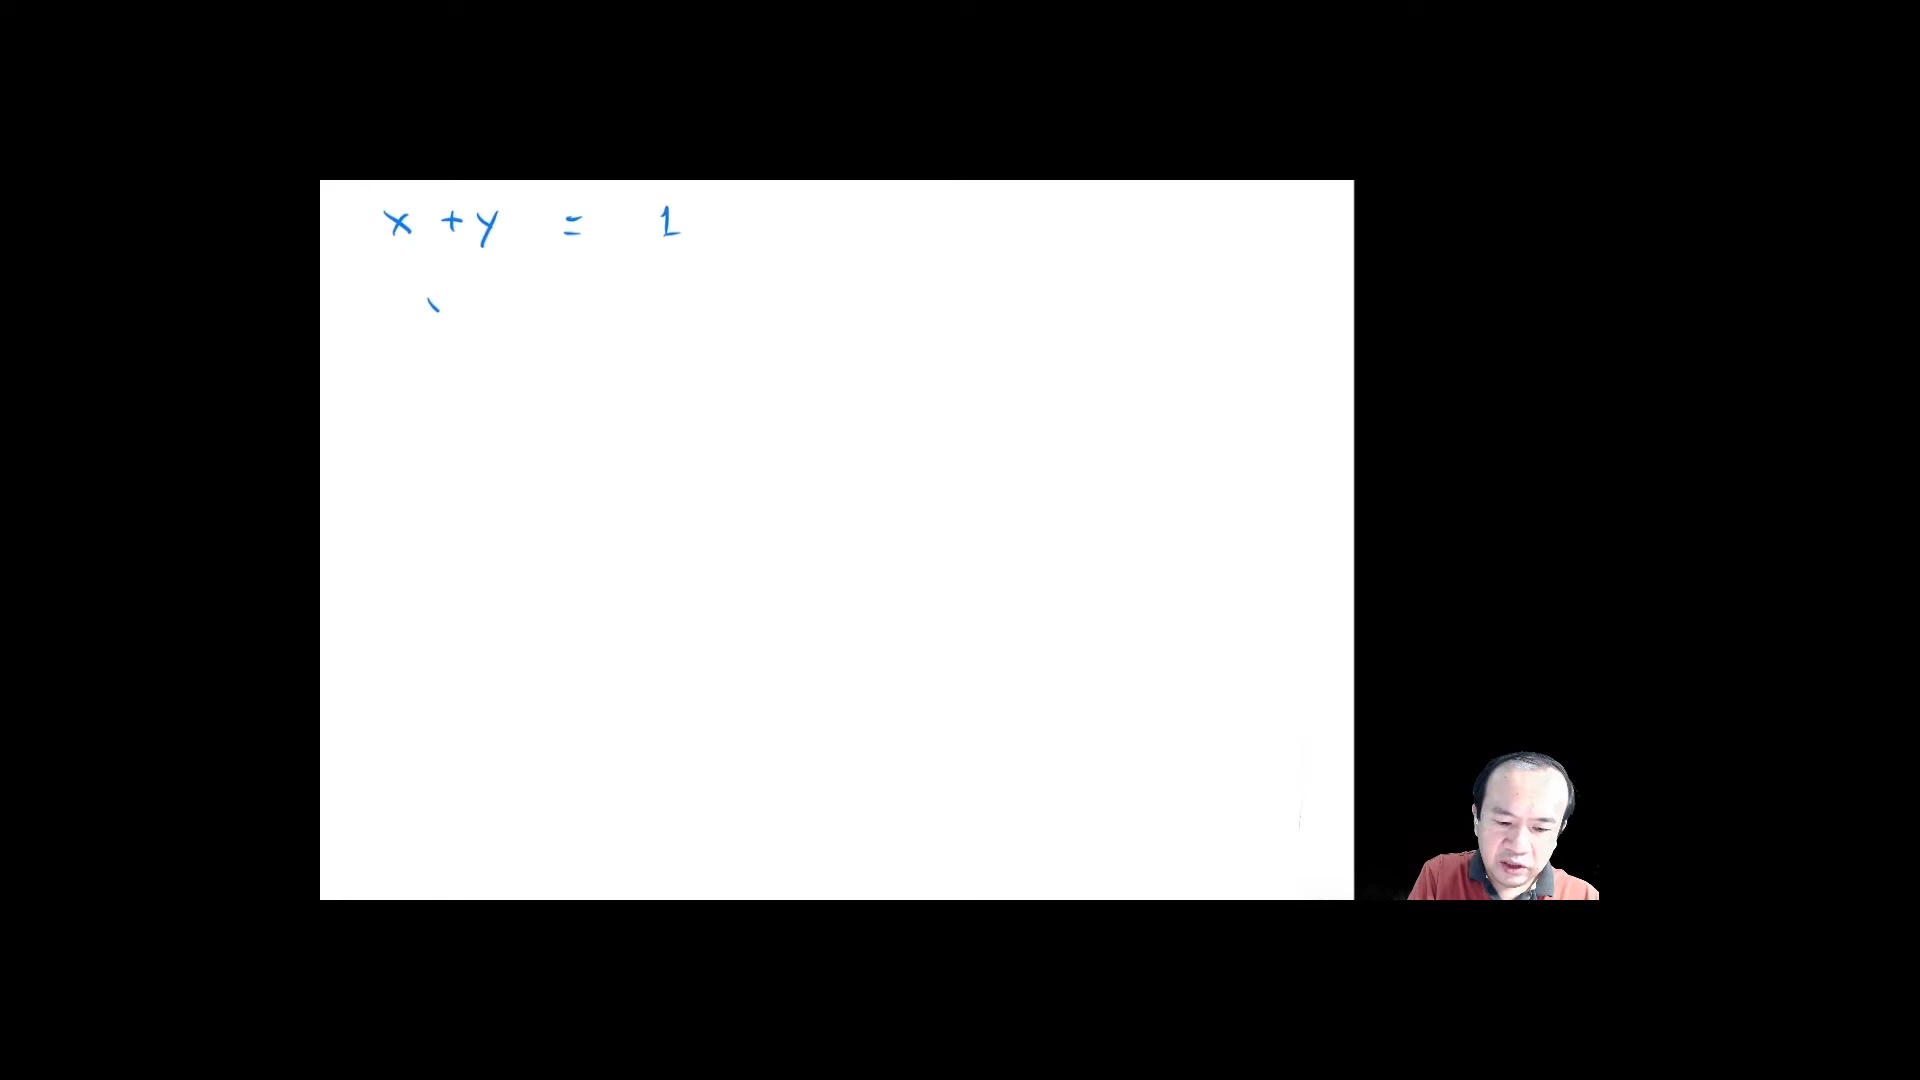 x + y = 1